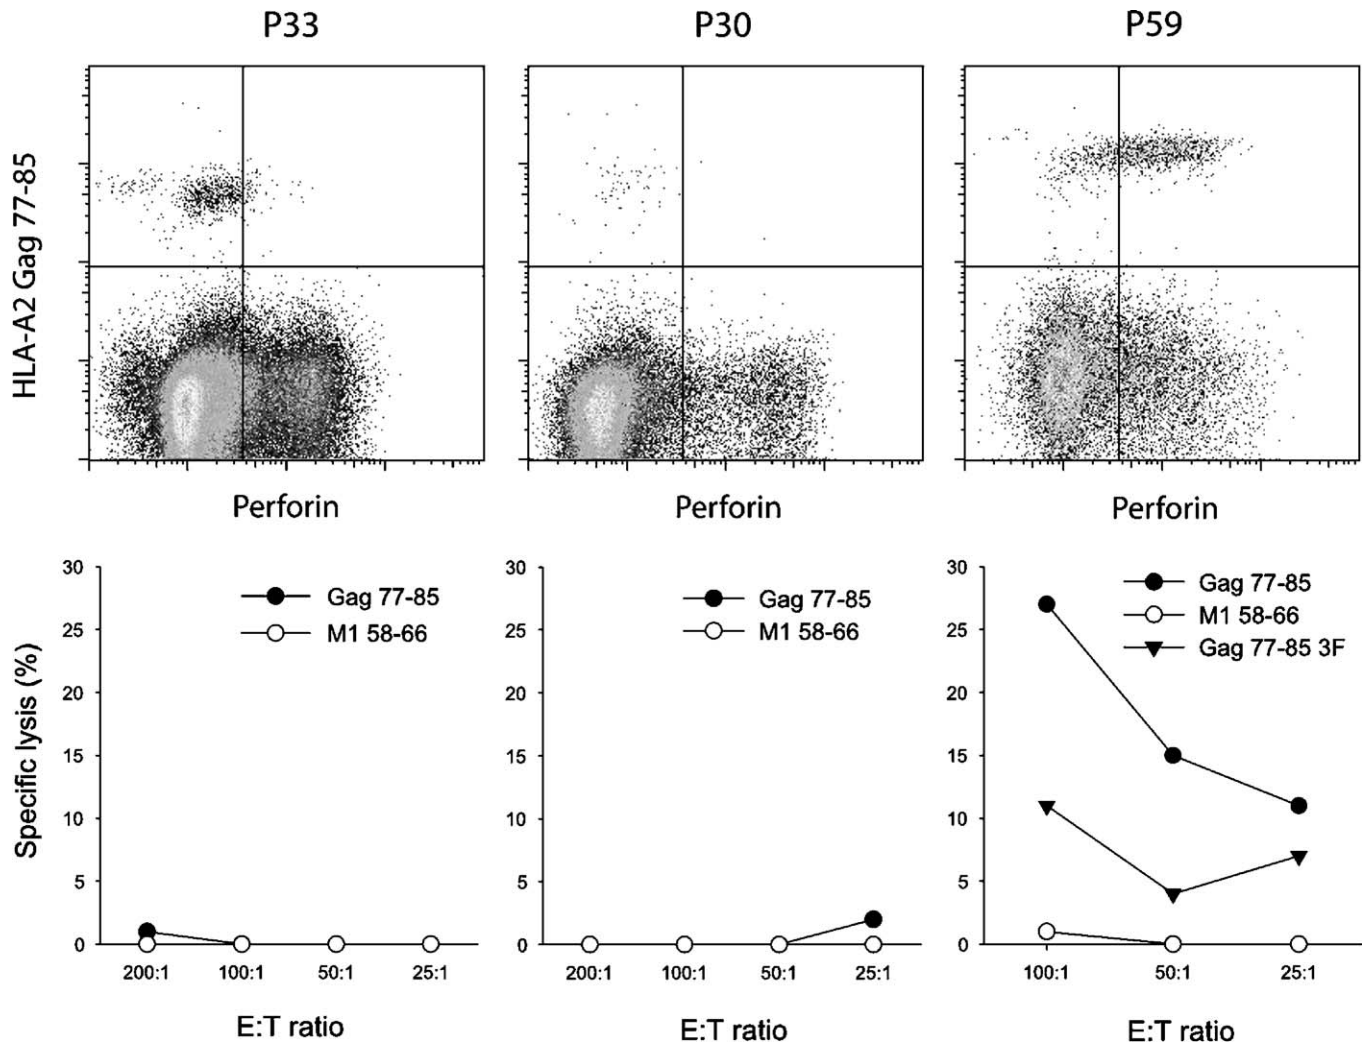 P33
P30
P59
HLA-A2 Gag 77-85
Perforin
Perforin
Perforin
Specific lysis (%)
30
25
20
15
10
5
0
Gag 77-85
M1 58-66
200:1 100:1 50:1 25:1
E:T ratio
30
25
20
15
10
5
0
Gag 77-85
M1 58-66
200:1 100:1 50:1 25:1
E:T ratio
30
25
20
15
10
5
0
Gag 77-85
M1 58-66
Gag 77-85 3F
100:1 50:1 25:1
E:T ratio